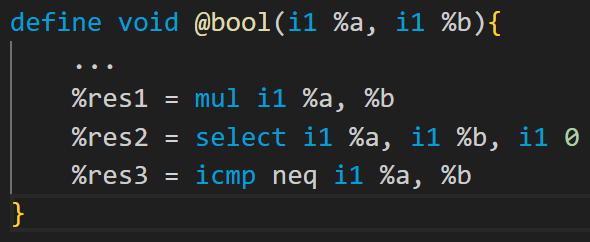 define void @bool(i1 %a, i1 %b){
...
%res1 = mul i1 %a, %b
%res2 = select i1 %a, i1 %b, i1 0
%res3 = icmp neq i1 %a, %b
}